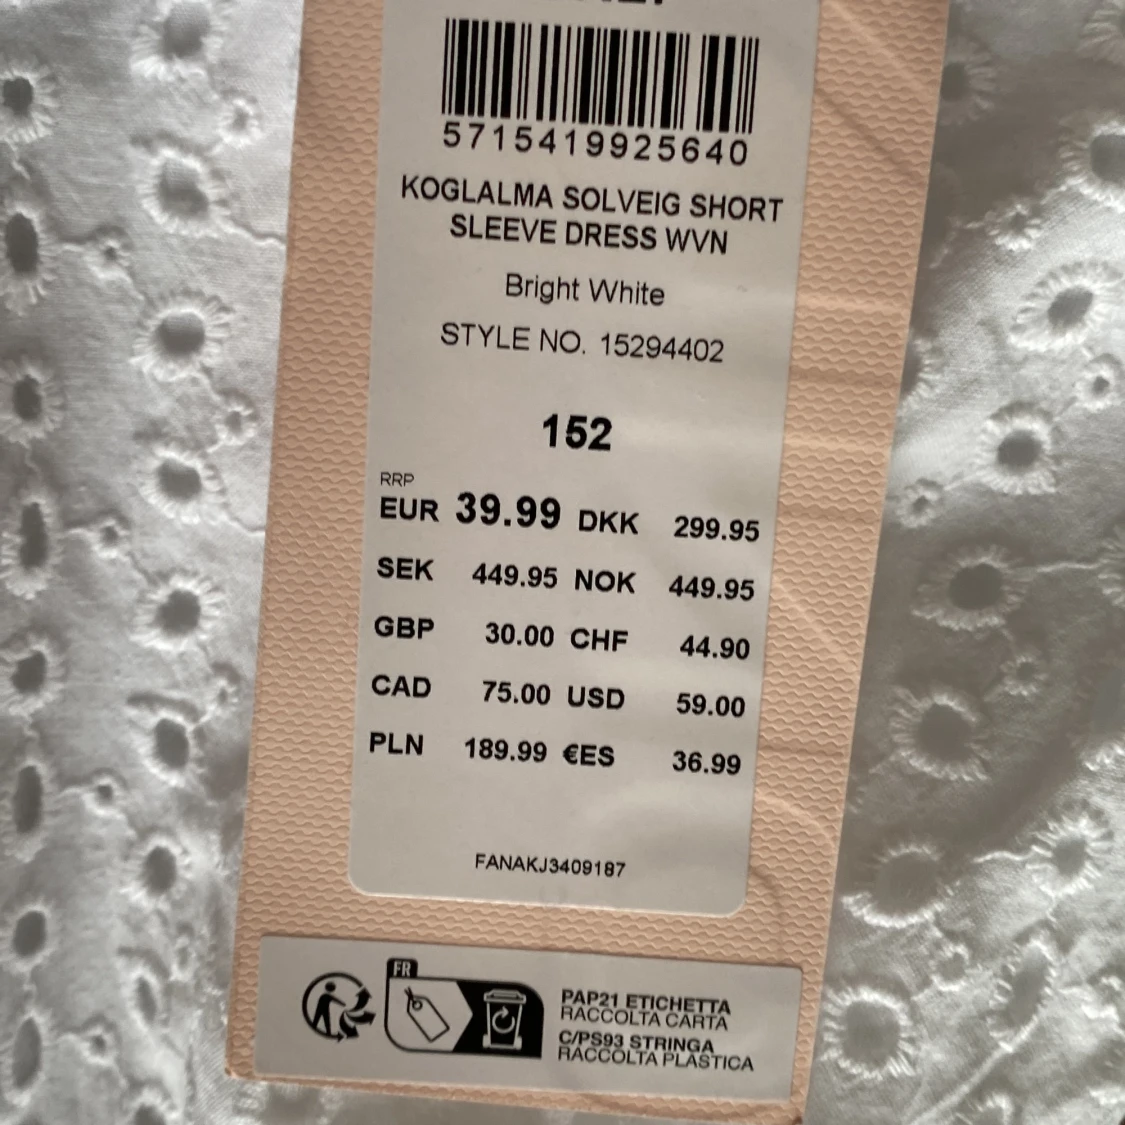 5715419925640
KOGLALMA SOLVEIG SHORT
SLEEVE DRESS WVN
Bright White
STYLE NO. 15294402
152
RRP
EUR 39.99 DKK 299.95
SEK 449.95 NOK 449.95
GBP 30.00 CHF 44.90
CAD 75.00 USD 59.00
PLN 189.99 €ES 36.99
FANAKJ3409187
FR
PAP21 ETICHETTA
RACCOLTA CARTA
C/PS93 STRINGA
RACCOLTA PLASTICA